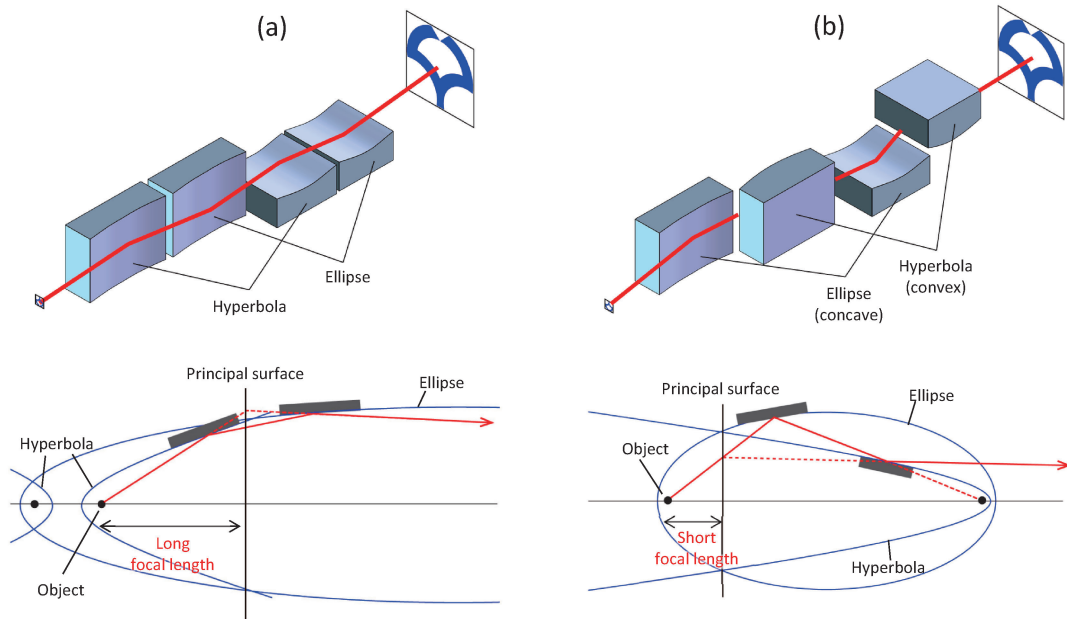 (a)
Ellipse
Hyperbola
(b)
Hyperbola
(convex)
Ellipse
(concave)
Principal surface
Ellipse
Hyperbola
Long
focal length
Object
Principal surface
Ellipse
Object
Short
focal length
Hyperbola